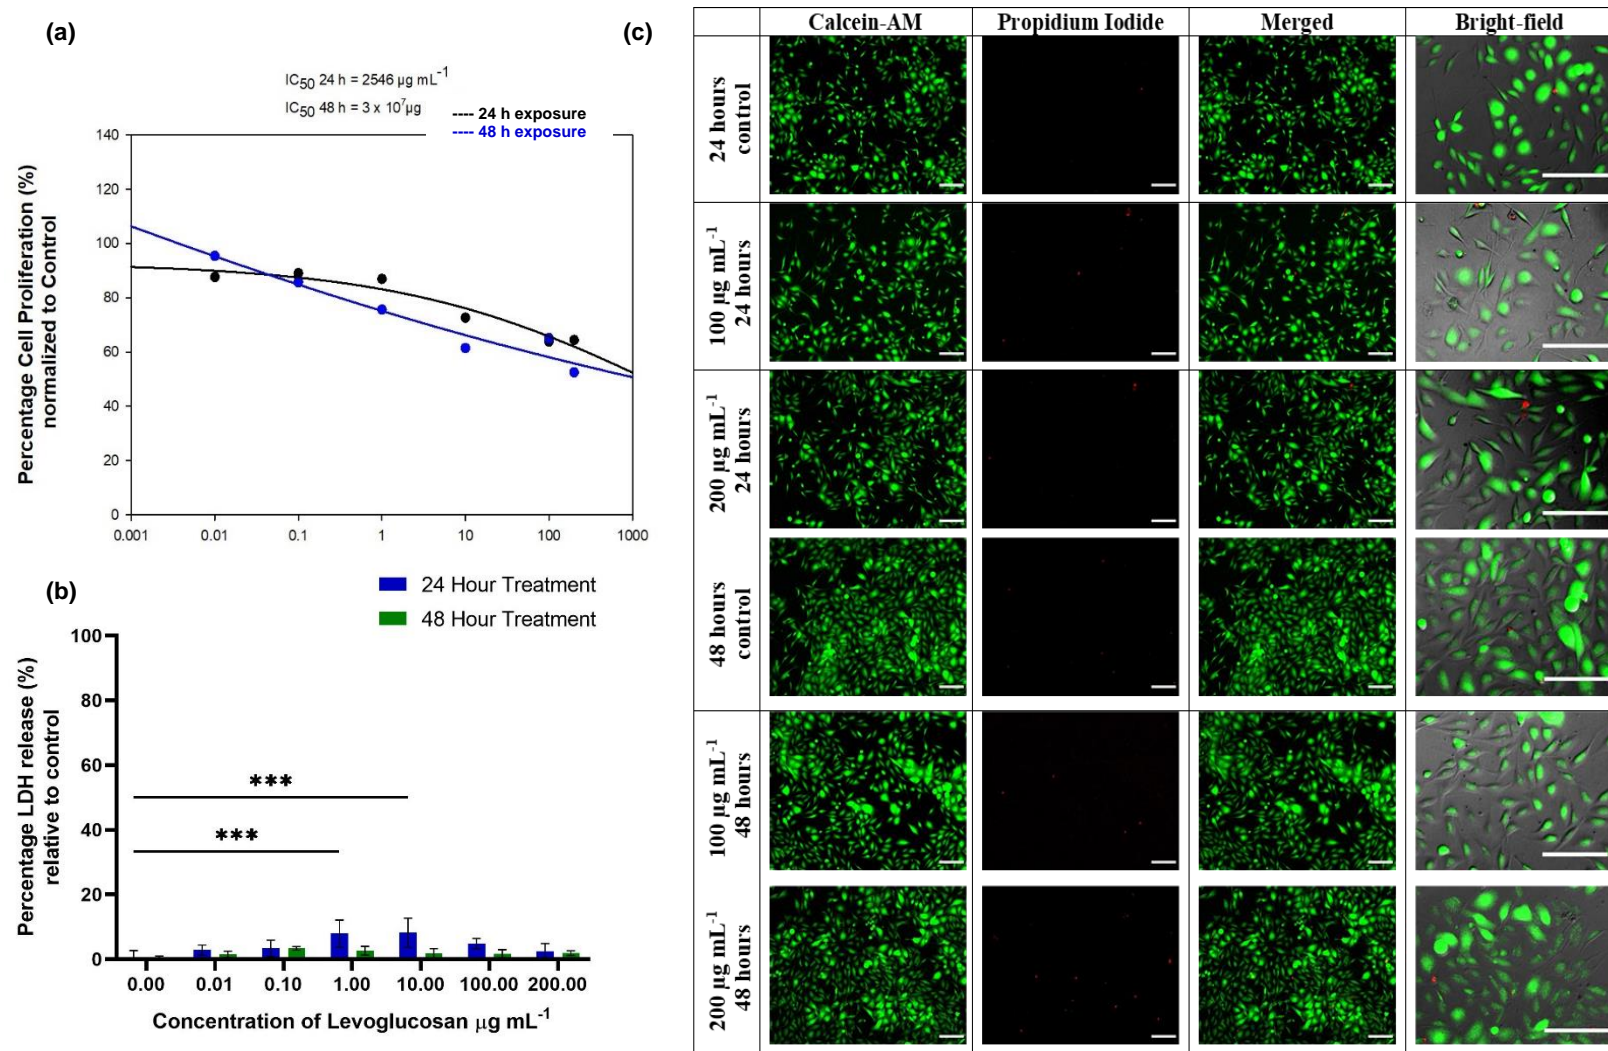 (a)
IC50 24 h = 2546 µg mL-1
IC50 48 h = 3 x 10⁷µg
---- 24 h exposure
---- 48 h exposure
Percentage Cell Proliferation (%)
normalized to Control
140
120
100
80
60
40
20
0
0.001 0.01 0.1 1 10 100 1000
(b)
24 Hour Treatment
48 Hour Treatment
Percentage LDH release (%)
relative to control
100
80
60
40
20
0
***
***
0.00 0.01 0.10 1.00 10.00 100.00 200.00
Concentration of Levoglucosan µg mL-1
(c)
Calcein-AM Propidium Iodide Merged Bright-field
24 hours
control
100 µg mL-1
24 hours
200 µg mL-1
24 hours
48 hours
control
100 µg mL-1
48 hours
200 µg mL-1
48 hours